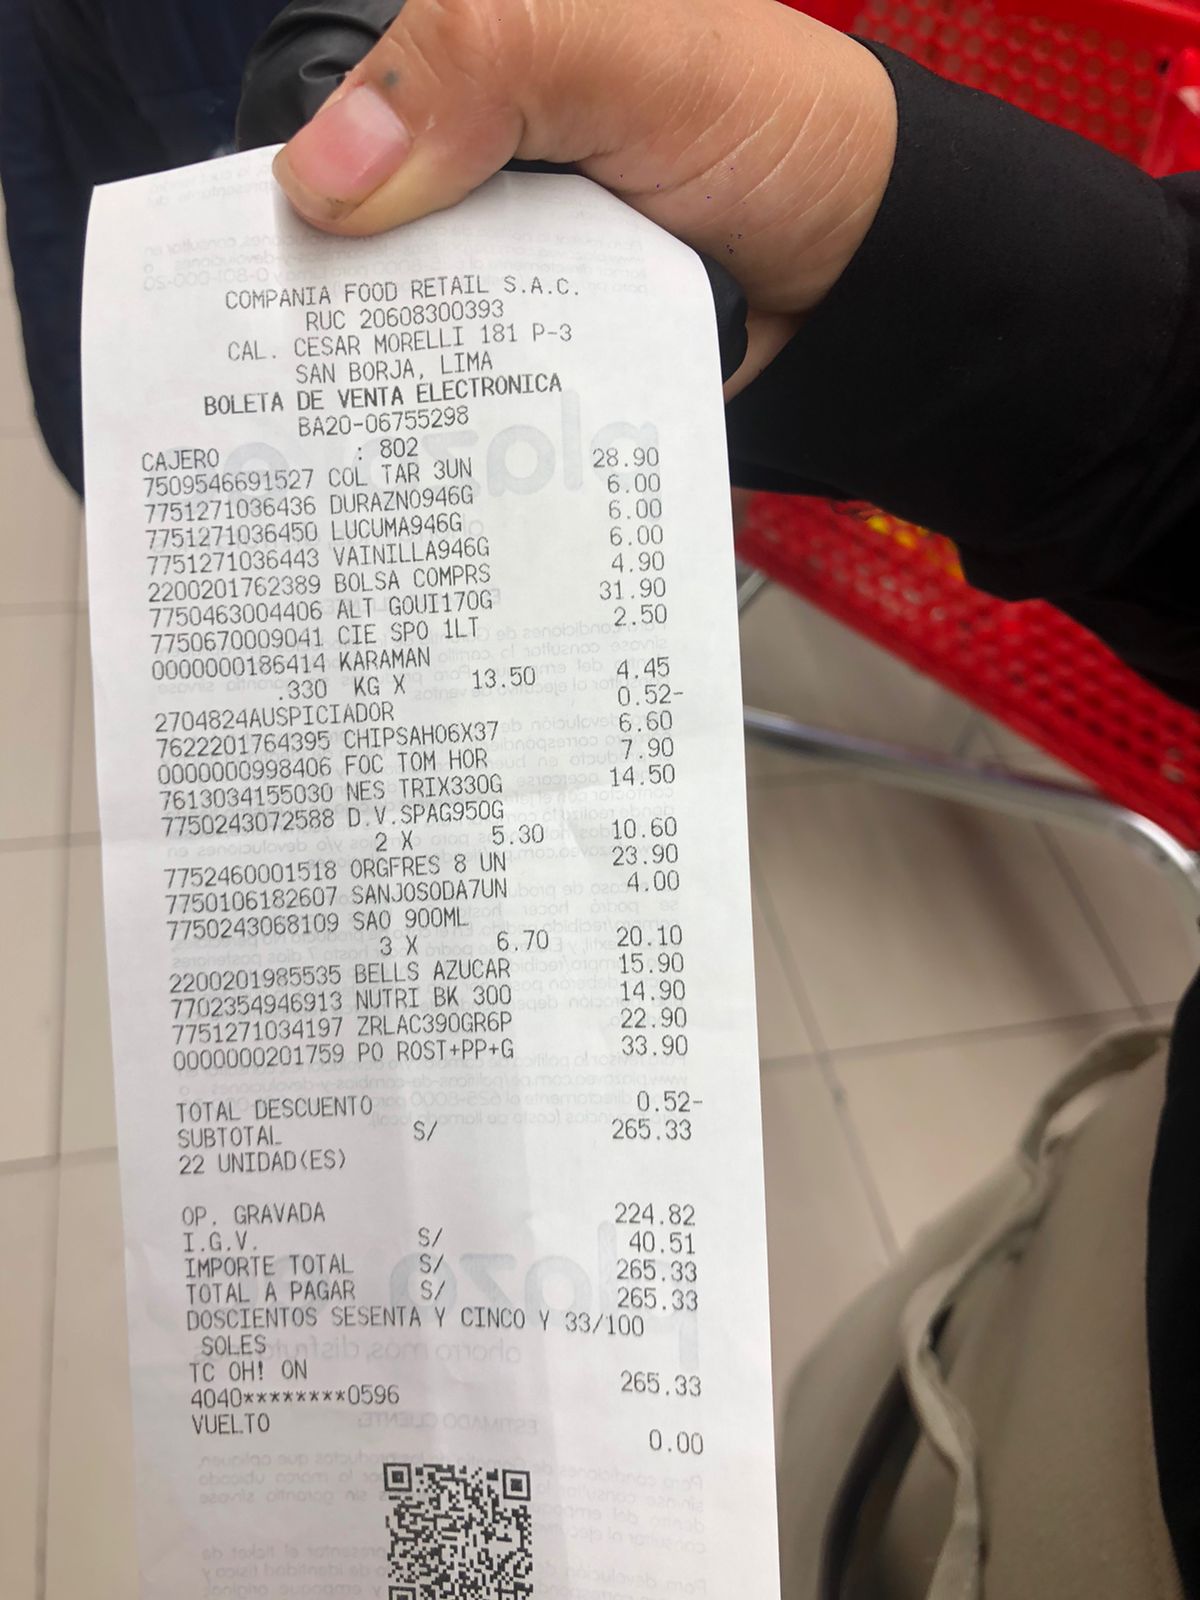 COMPANIA FOOD RETAIL S.A.C.
RUC 20608300393
CAL. CESAR MORELLI 181 P-3
SAN BORJA, LIMA
BOLETA DE VENTA ELECTRONICA
BA20-06755298
CAJERO : 802
7509546691527 COL TAR 3UN 28.90
7751271036436 DURAZNO946G 6.00
7751271036450 LUCUMA946G 6.00
7751271036443 VAINILLA946G 6.00
2200201762389 BOLSA COMPRS 4.90
7750463004406 ALT GOUI170G 31.90
7750670009041 CIE SPO 1LT 2.50
0000000186414 KARAMAN
.330 KG X 13.50 4.45
2704824AUSPICIADOR 0.52-
7622201764395 CHIPSAH06X37 6.60
0000000998406 FOC TOM HOR 7.90
7613034155030 NES TRIX330G 14.50
7750243072588 D.V.SPAG950G
2 X 5.30 10.60
7752460001518 ORGFRES 8 UN 23.90
7750106182607 SANJOSODA7UN 4.00
7750243068109 SAO 900ML
3 X 6.70 20.10
2200201985535 BELLS AZUCAR 15.90
7702354946913 NUTRI BK 300 14.90
7751271034197 ZRLAC390GR6P 22.90
0000000201759 PO ROST+PP+G 33.90
TOTAL DESCUENTO 0.52-
SUBTOTAL S/ 265.33
22 UNIDAD(ES)
OP. GRAVADA 224.82
I.G.V. S/ 40.51
IMPORTE TOTAL S/ 265.33
TOTAL A PAGAR S/ 265.33
DOSCIENTOS SESENTA Y CINCO Y 33/100
SOLES
TC OH! ON 265.33
4040********0596
VUELTO 0.00